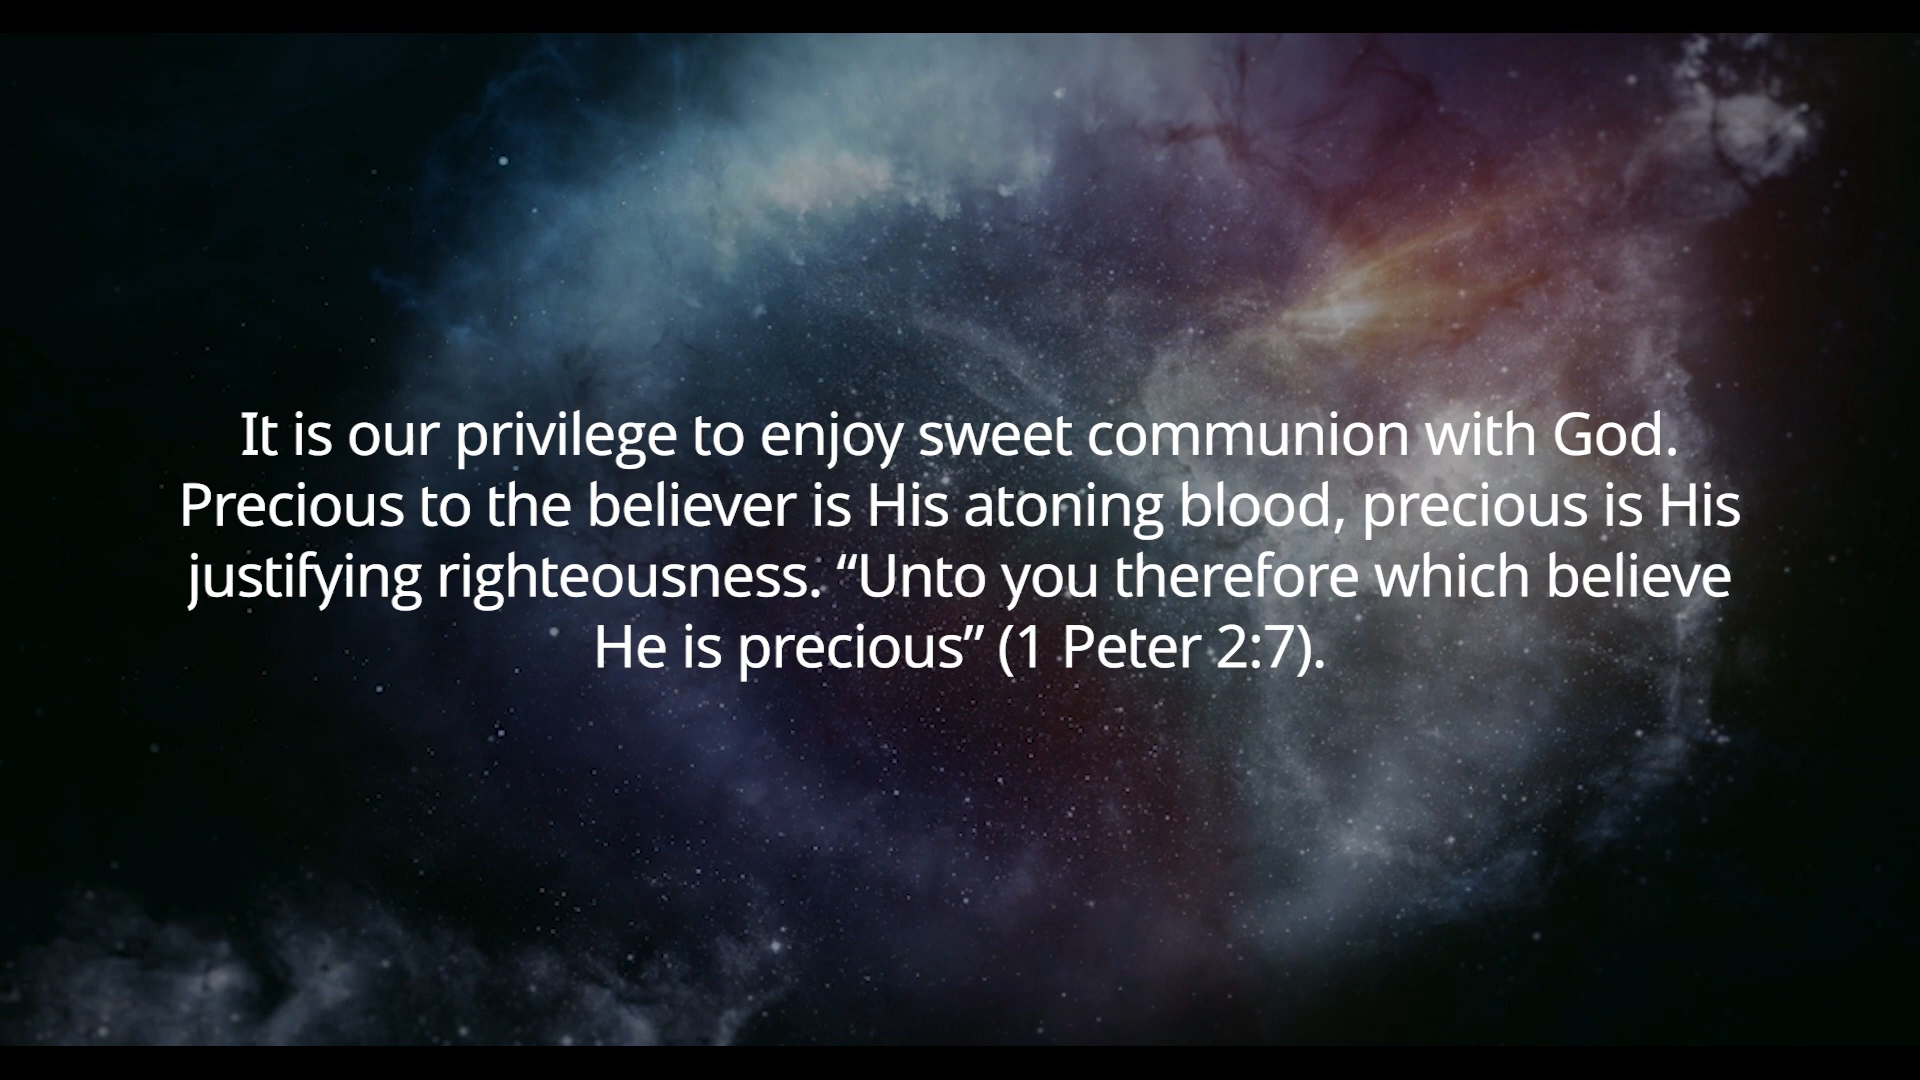 It is our privilege to enjoy sweet communion with God.
Precious to the believer is His atoning blood, precious is His
justifying righteousness. “Unto you therefore which believe
He is precious” (1 Peter 2:7).